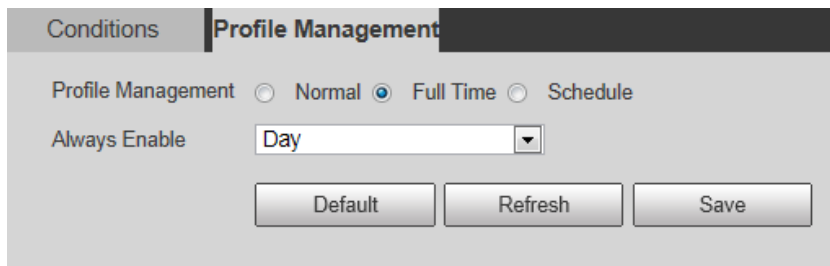 Conditions Profile Management
Profile Management Normal Full Time Schedule
Always Enable Day
Default Refresh Save